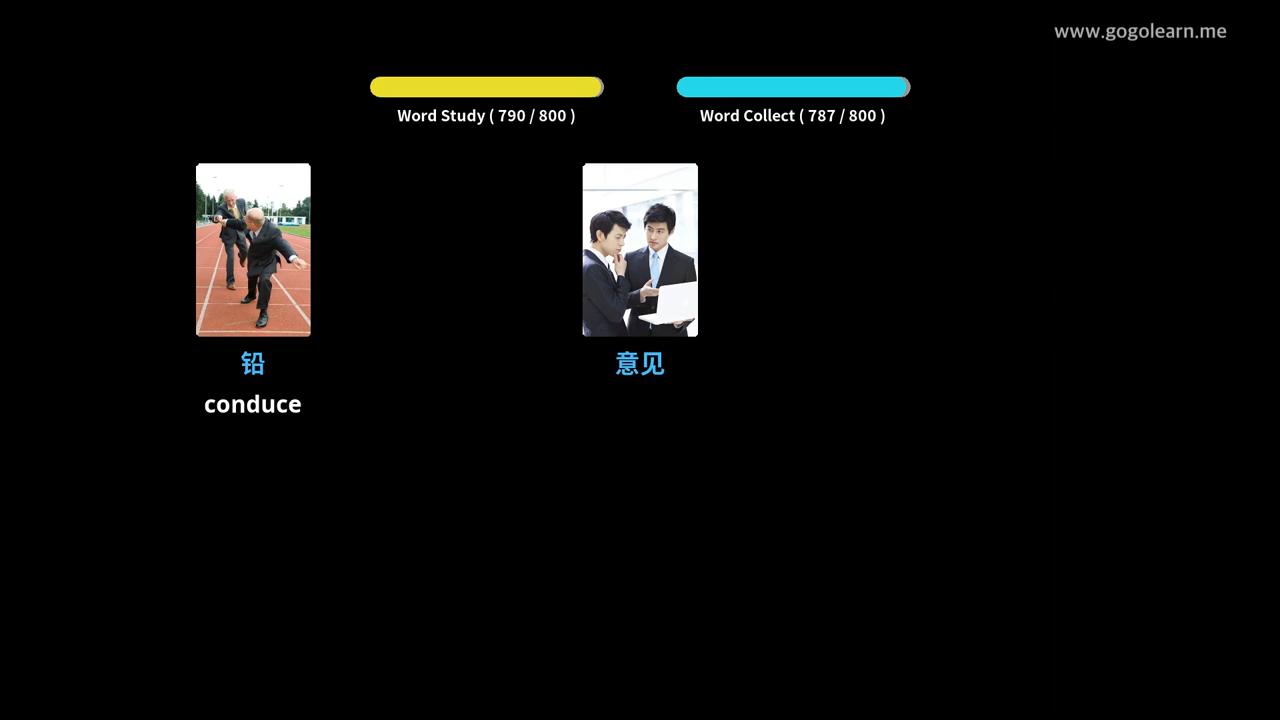 www.gogolearn.me
Word Study ( 790 / 800 )
Word Collect ( 787 / 800 )
铅
意见
conduce